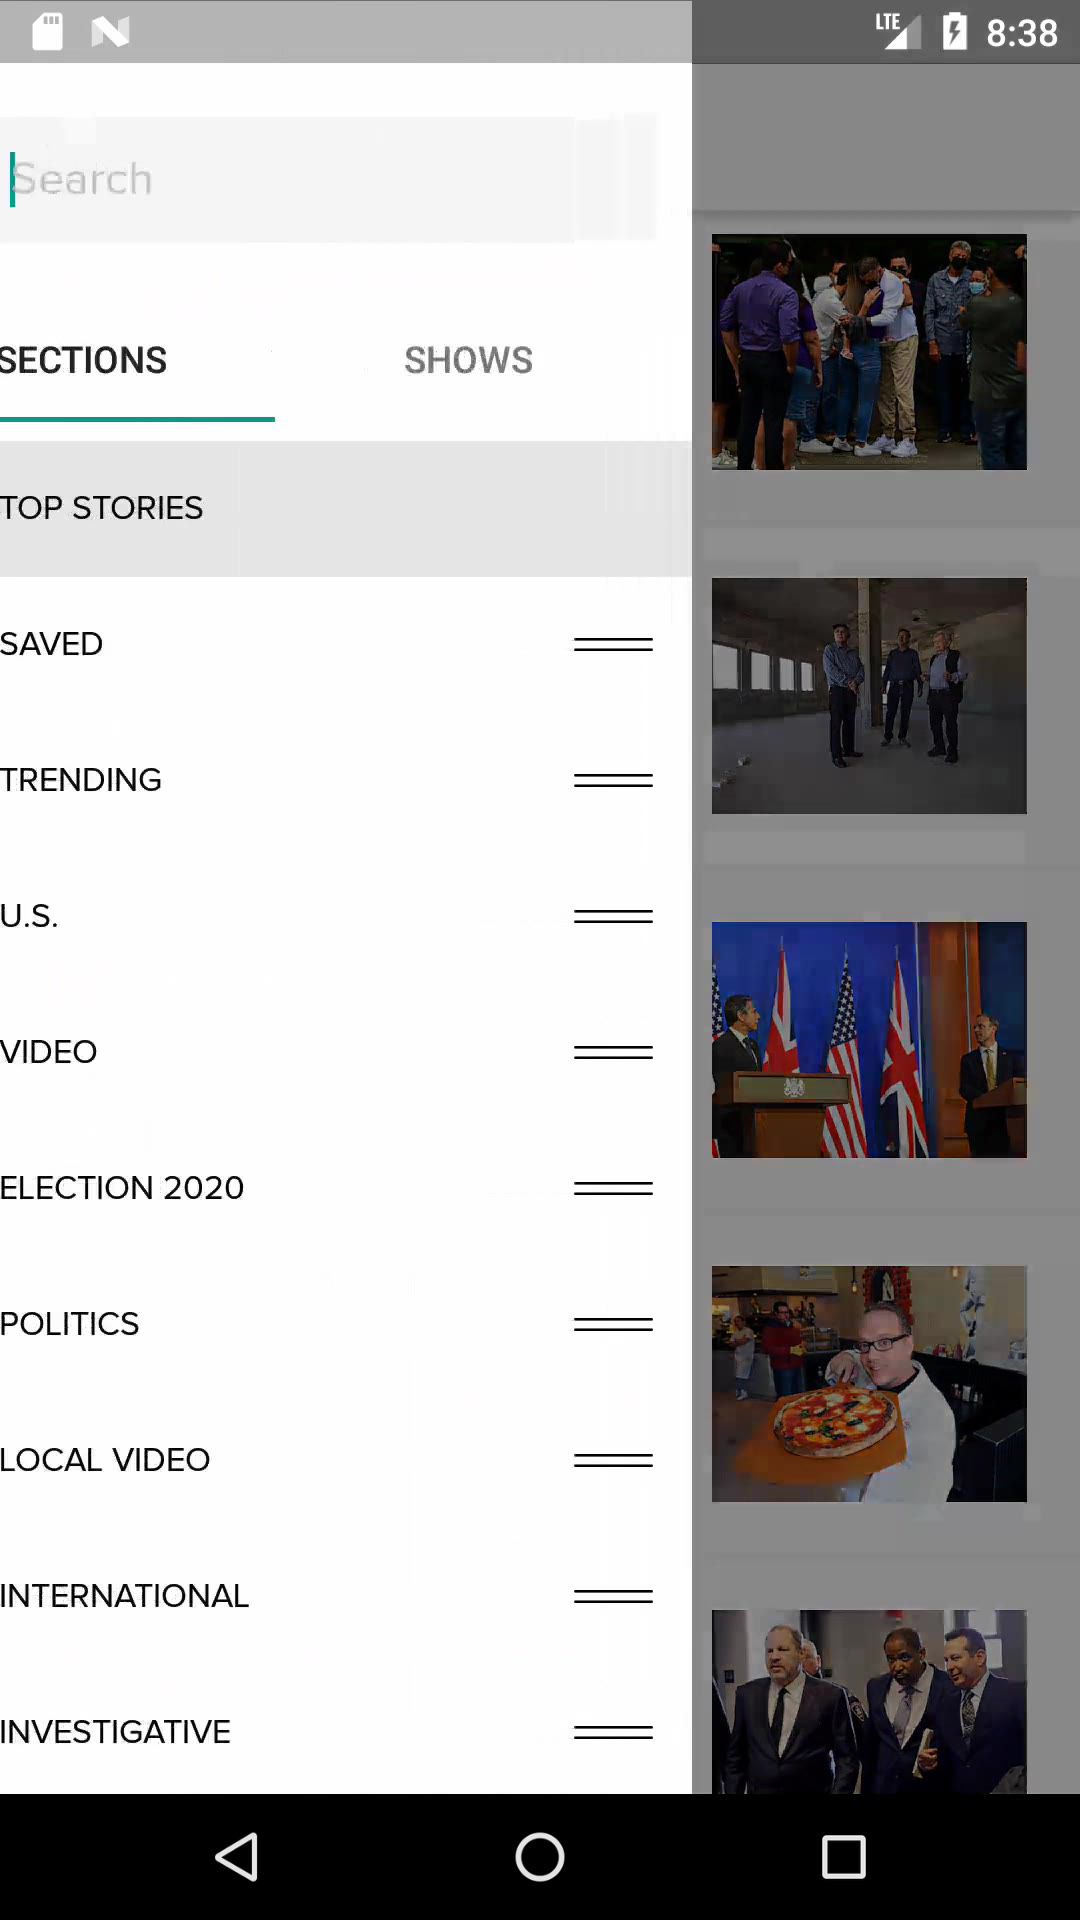 LTE 8:38
Search
SECTIONS SHOWS
TOP STORIES
SAVED
TRENDING
U.S.
VIDEO
ELECTION 2020
POLITICS
LOCAL VIDEO
INTERNATIONAL
INVESTIGATIVE